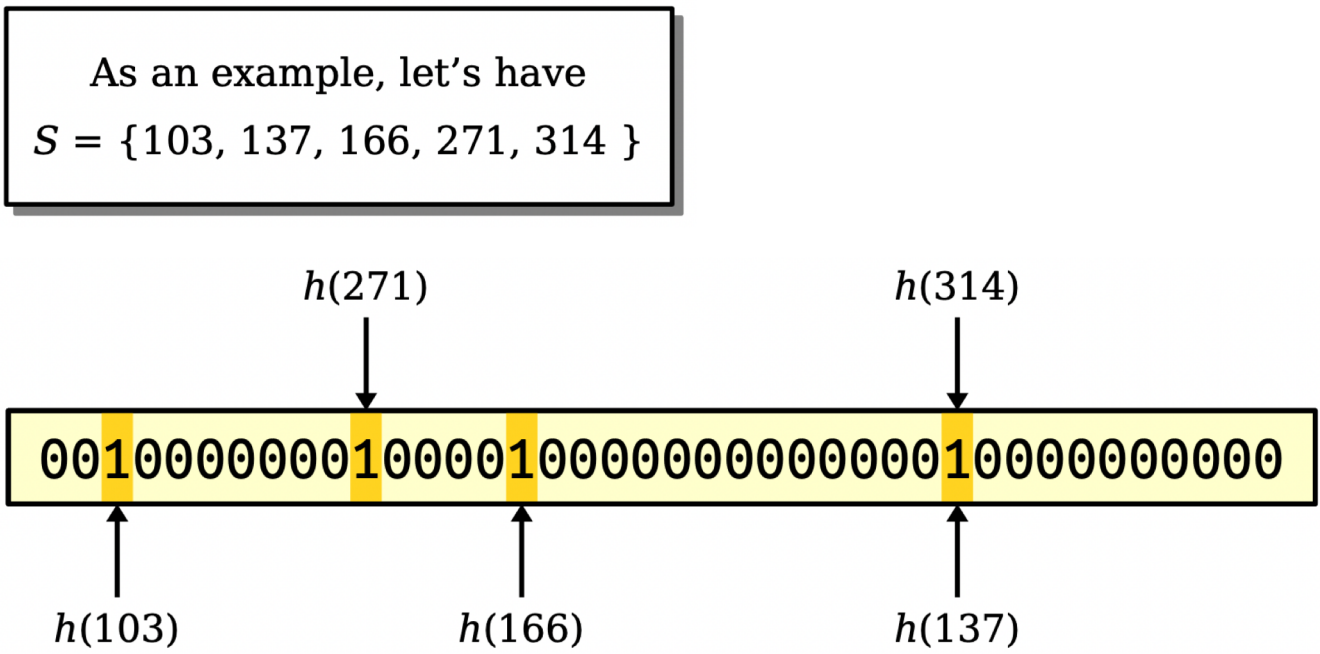 As an example, let’s have
S = {103, 137, 166, 271, 314 }
h(271)
h(314)
0010000000100001000000000000010000000000
h(103)
h(166)
h(137)